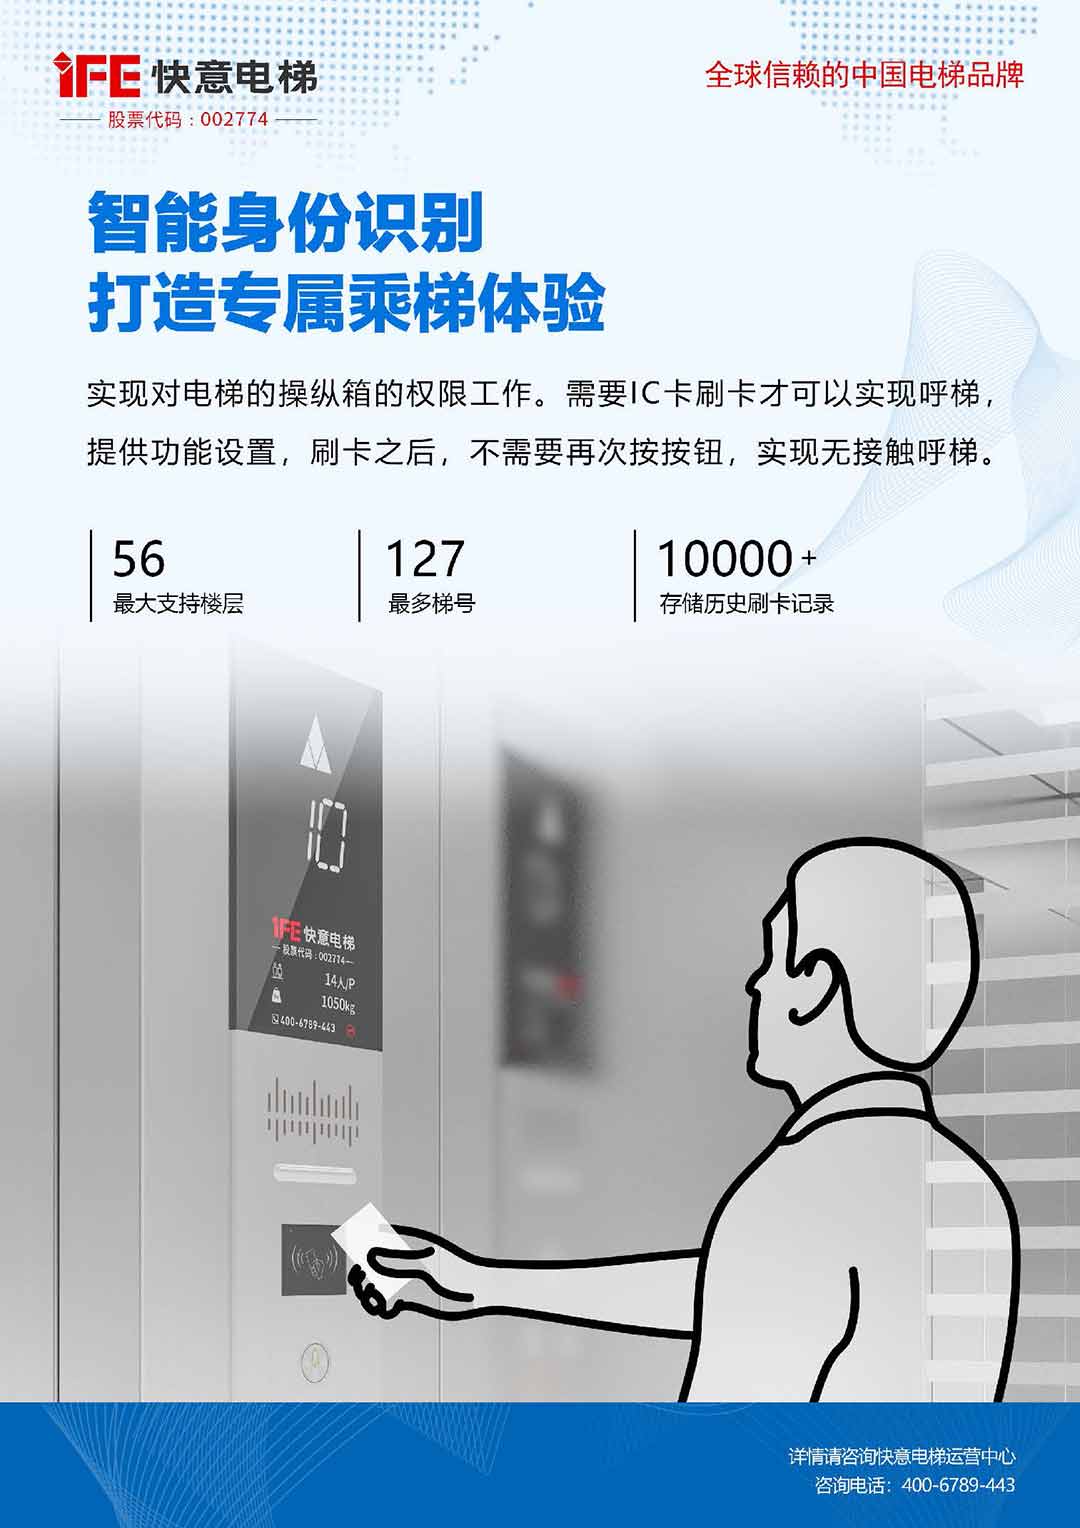 IFE 快意电梯
股票代码：002774
全球信赖的中国电梯品牌
智能身份识别
打造专属乘梯体验
实现对电梯的操纵箱的权限工作。需要IC卡刷卡才可以实现呼梯，
提供功能设置，刷卡之后，不需要再次按按钮，实现无接触呼梯。
56
最大支持楼层
127
最多梯号
10000+
存储历史刷卡记录
10
IFE 快意电梯
股票代码：002774
14人/P
1050kg
400-6789-443
详情请咨询快意电梯运营中心
咨询电话：400-6789-443